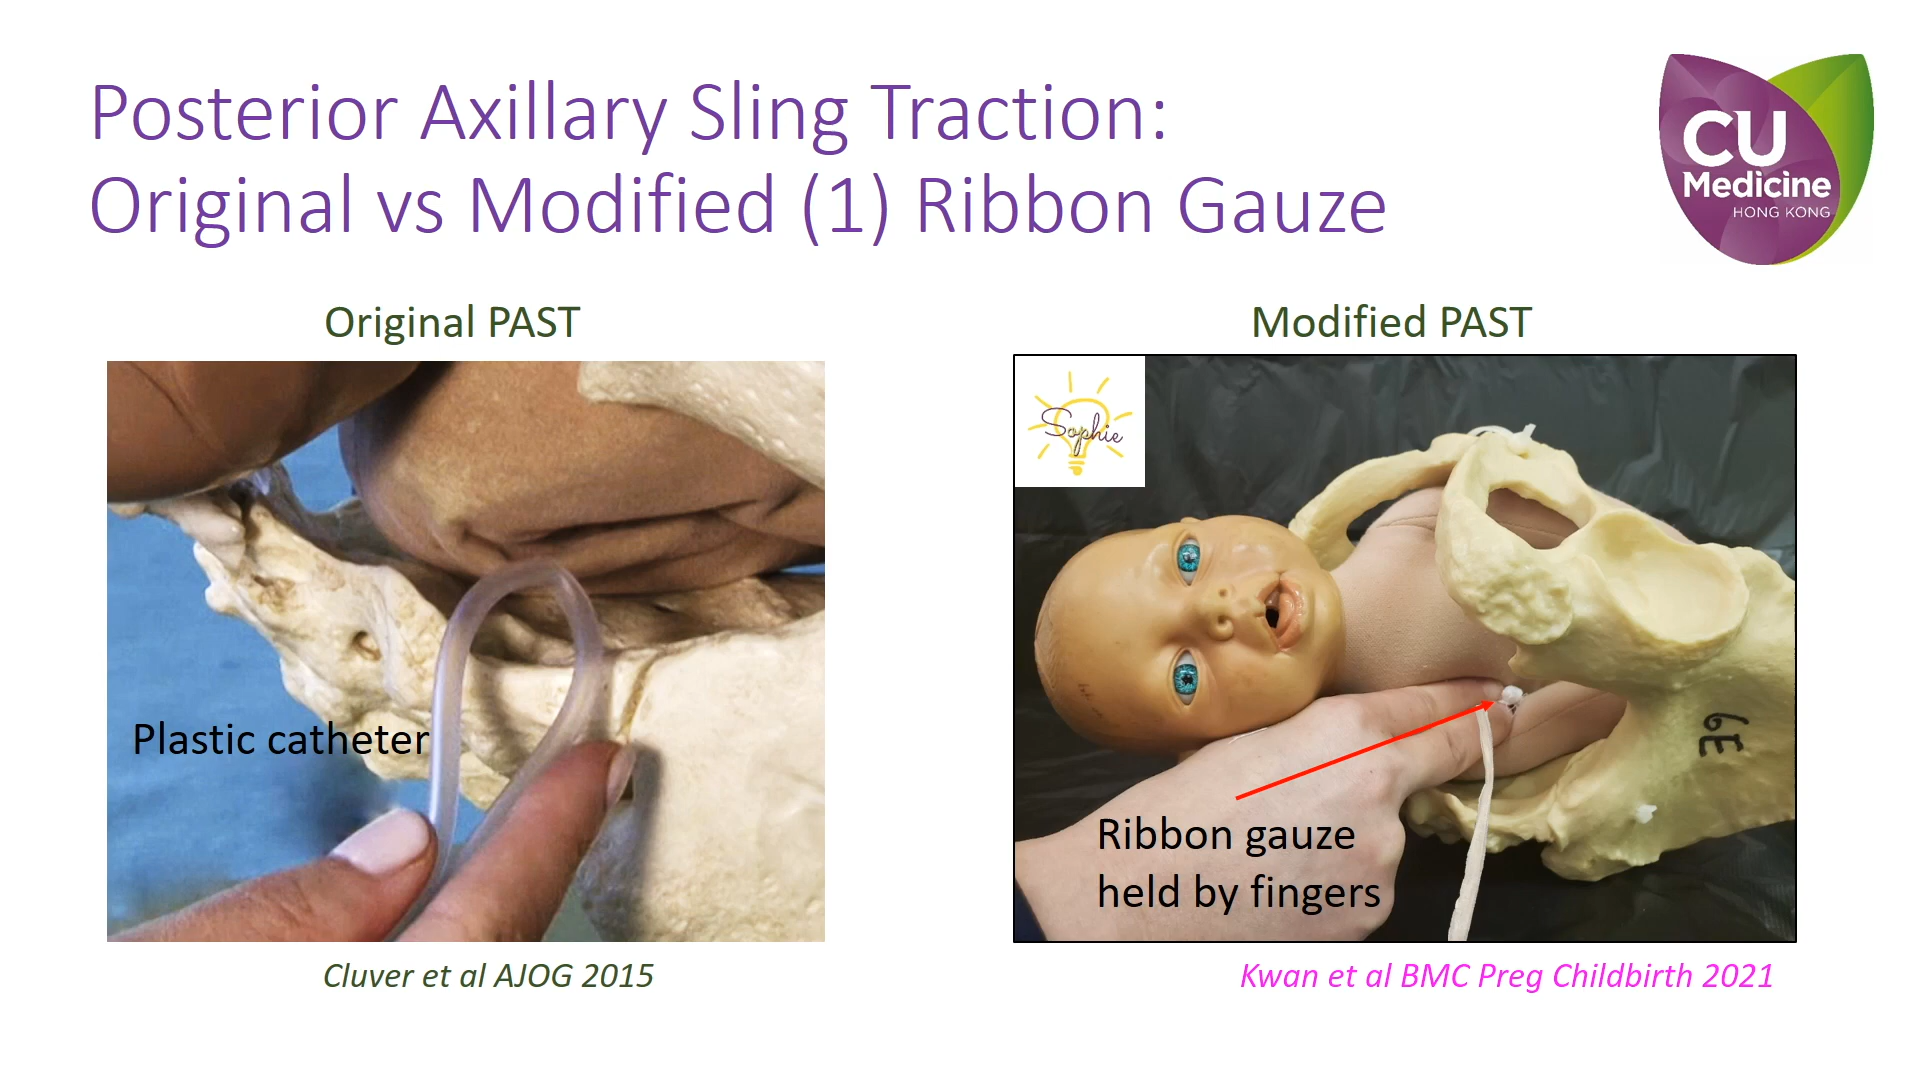 Posterior Axillary Sling Traction:
Original vs Modified (1) Ribbon Gauze
CU
Medicine
HONG KONG
Original PAST
Modified PAST
Sophie
Plastic catheter
39
Ribbon gauze
held by fingers
Cluver et al AJOG 2015
Kwan et al BMC Preg Childbirth 2021